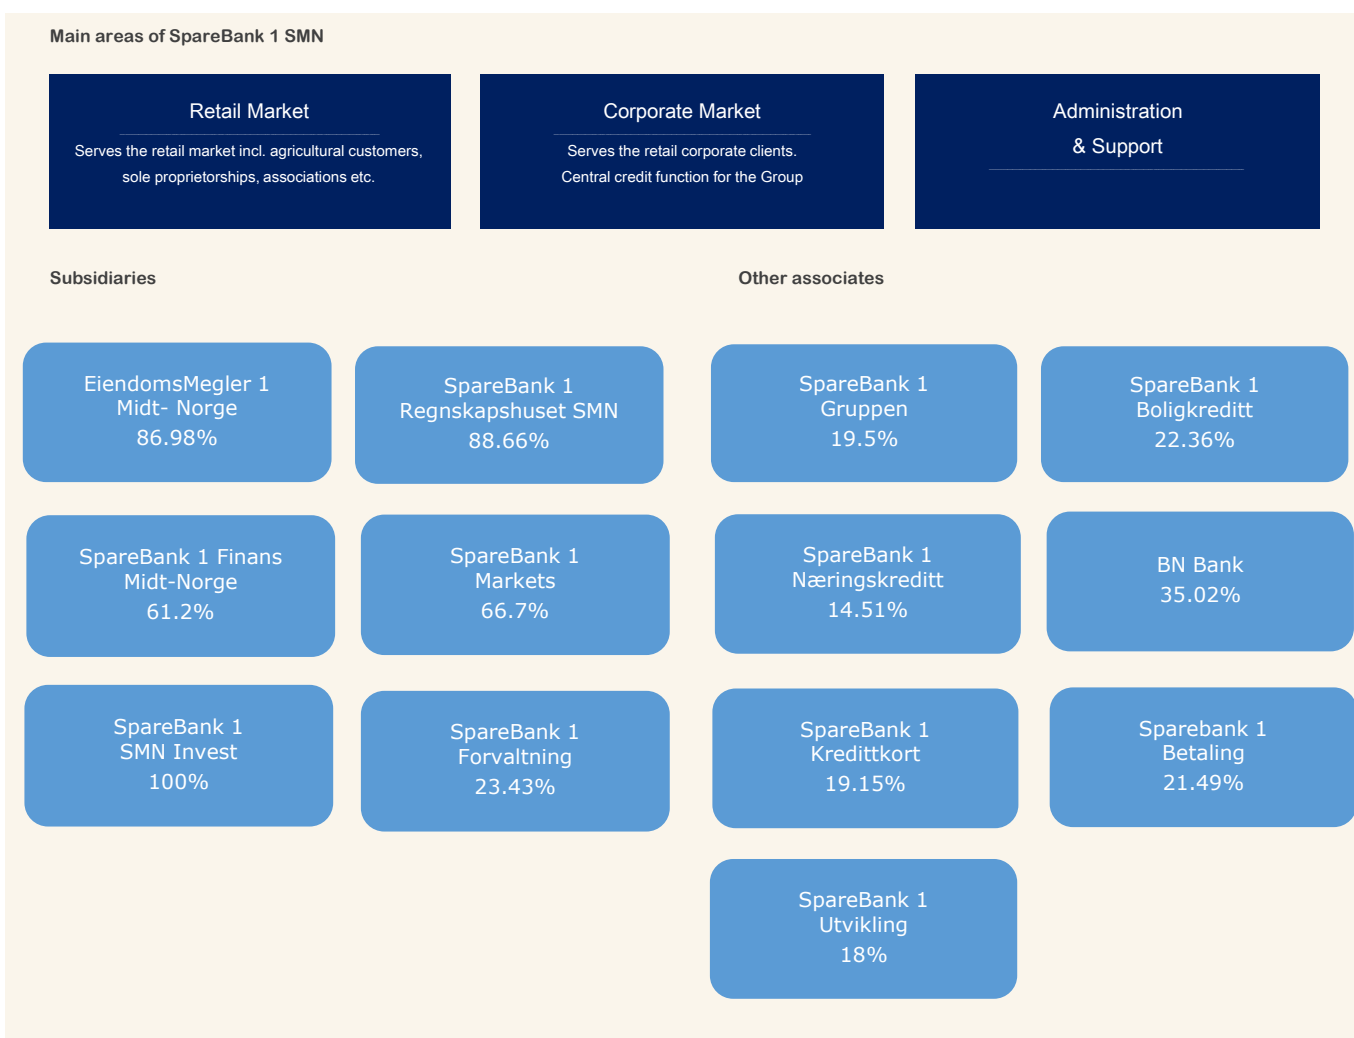 Main areas of SpareBank 1 SMN
Retail Market
Serves the retail market incl. agricultural customers,
sole proprietorships, associations etc.
Corporate Market
Serves the retail corporate clients.
Central credit function for the Group
Administration
& Support
Subsidiaries
EiendomsMegler 1
Midt- Norge
86.98%
SpareBank 1
Regnskapshuset SMN
88.66%
SpareBank 1 Finans
Midt-Norge
61.2%
SpareBank 1
Markets
66.7%
SpareBank 1
SMN Invest
100%
SpareBank 1
Forvaltning
23.43%
Other associates
SpareBank 1
Gruppen
19.5%
SpareBank 1
Boligkreditt
22.36%
SpareBank 1
Næringskreditt
14.51%
BN Bank
35.02%
SpareBank 1
Kredittkort
19.15%
Sparebank 1
Betaling
21.49%
SpareBank 1
Utvikling
18%